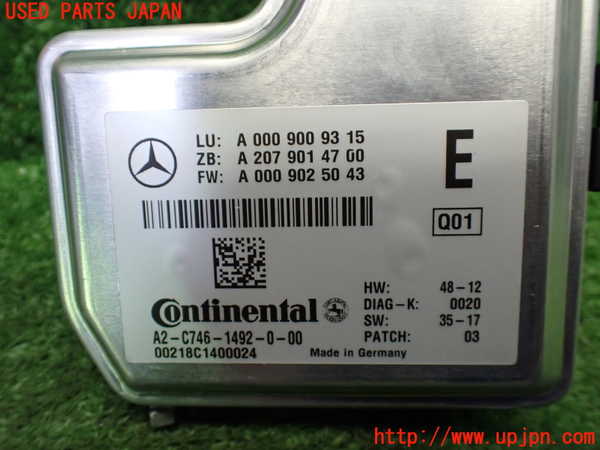 USED PARTS JAPAN
LU: A 000 900 93 15
ZB: A 207 901 47 00
FW: A 000 902 50 43
E
Q01
Continental
A2-C746-1492-0-00
00218C1400024
HW: 48-12
DIAG-K: 0020
SW: 35-17
PATCH: 03
Made in Germany
http://www.upjpn.com/